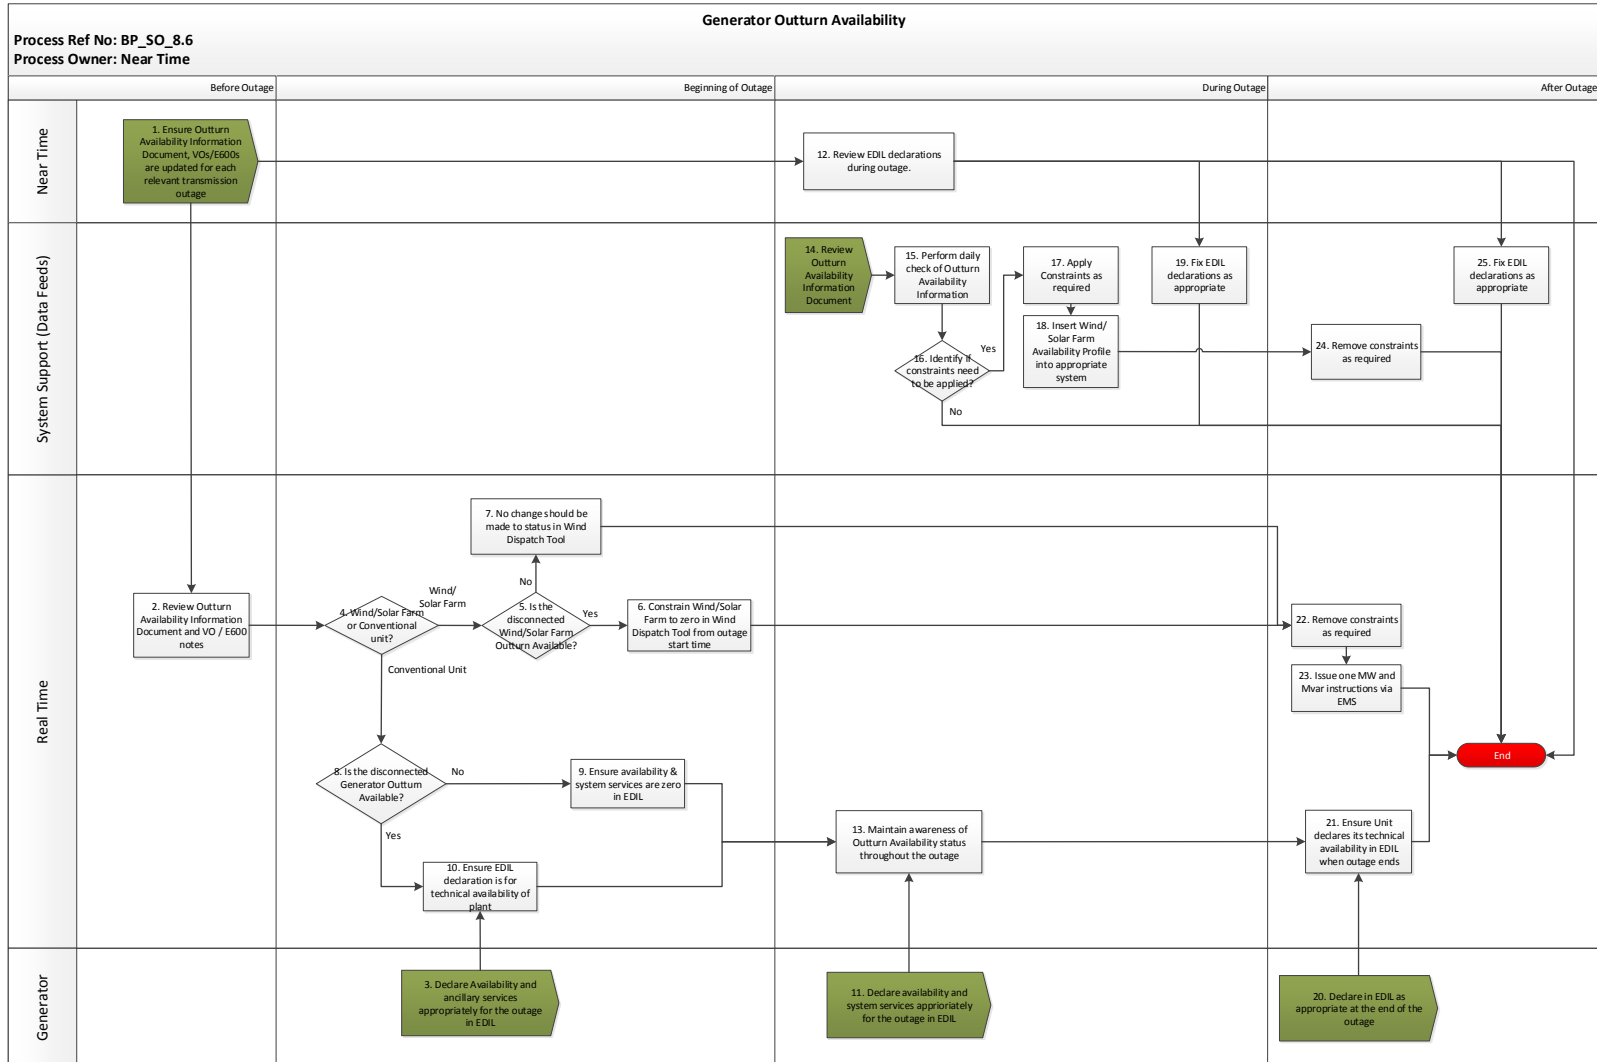 Generator Outturn Availability
Process Ref No: BP_SO_8.6
Process Owner: Near Time
Before Outage
Beginning of Outage
During Outage
After Outage
Near Time
1. Ensure Outturn
Availability Information
Document, VOs/E600s
are updated for each
relevant transmission
outage
12. Review EDIL declarations
during outage.
System Support (Data Feeds)
14. Review
Outturn
Availability
Information
Document
15. Perform daily
check of Outturn
Availability
Information
16. Identify if
constraints need
to be applied?
Yes
No
17. Apply
Constraints as
required
18. Insert Wind/
Solar Farm
Availability Profile
into appropriate
system
19. Fix EDIL
declarations as
appropriate
24. Remove constraints
as required
25. Fix EDIL
declarations as
appropriate
Real Time
2. Review Outturn
Availability Information
Document and VO / E600
notes
4. Wind/Solar Farm
or Conventional
unit?
Wind/
Solar Farm
Conventional Unit
5. Is the
disconnected
Wind/Solar Farm
Outturn Available?
No
Yes
7. No change should be
made to status in Wind
Dispatch Tool
6. Constrain Wind/Solar
Farm to zero in Wind
Dispatch Tool from outage
start time
8. Is the disconnected
Generator Outturn
Available?
No
Yes
9. Ensure availability &
system services are zero
in EDIL
10. Ensure EDIL
declaration is for
technical availability of
plant
13. Maintain awareness of
Outturn Availability status
throughout the outage
22. Remove constraints
as required
23. Issue one MW and
Mvar instructions via
EMS
End
21. Ensure Unit
declares its technical
availability in EDIL
when outage ends
Generator
3. Declare Availability and
ancillary services
appropriately for the outage
in EDIL
11. Declare availability and
system services approriately
for the outage in EDIL
20. Declare in EDIL as
appropriate at the end of the
outage